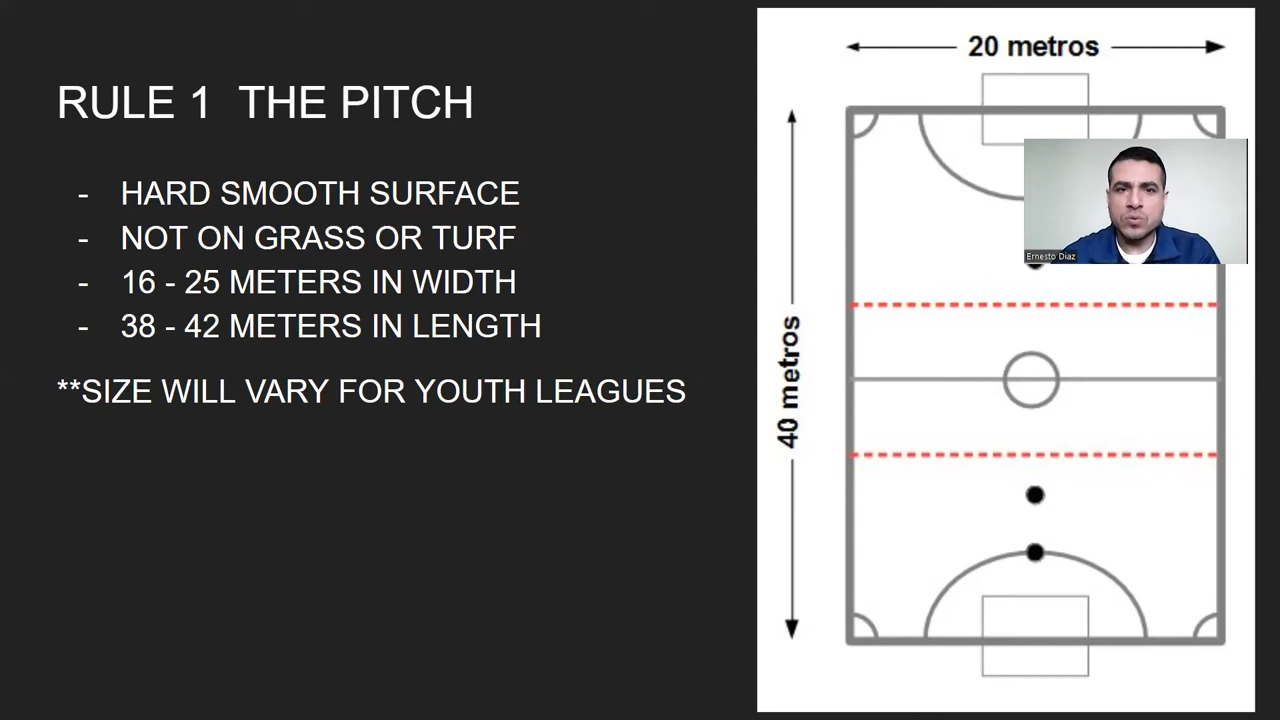 RULE 1 THE PITCH
- HARD SMOOTH SURFACE
- NOT ON GRASS OR TURF
- 16 - 25 METERS IN WIDTH
- 38 - 42 METERS IN LENGTH
**SIZE WILL VARY FOR YOUTH LEAGUES
20 metros
40 metros
Ernesto Diaz